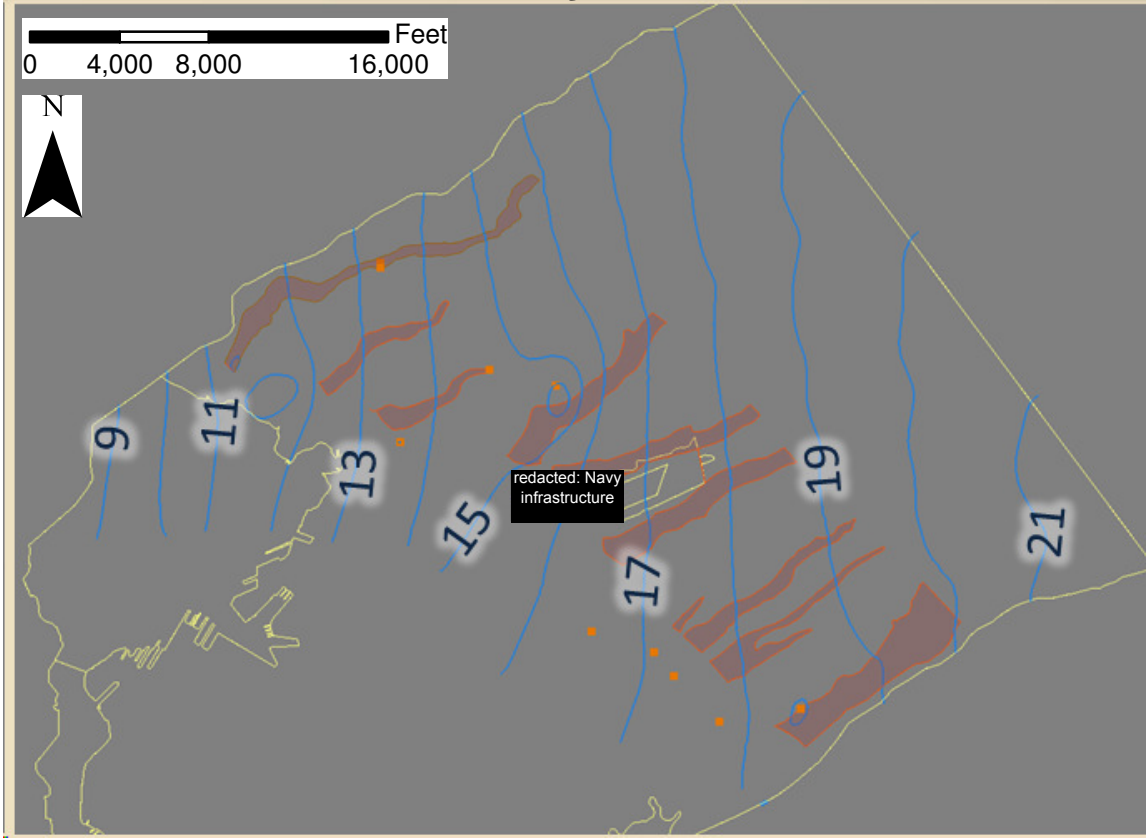 Feet
0 4,000 8,000 16,000
N
9
11
13
15
17
19
21
redacted: Navy
infrastructure